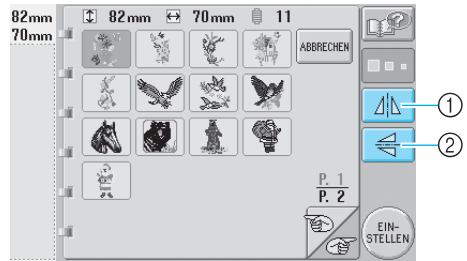 82mm
70mm
82mm 70mm 11
ABBRECHEN
1
2
P. 1
P. 2
EIN-
STELLEN